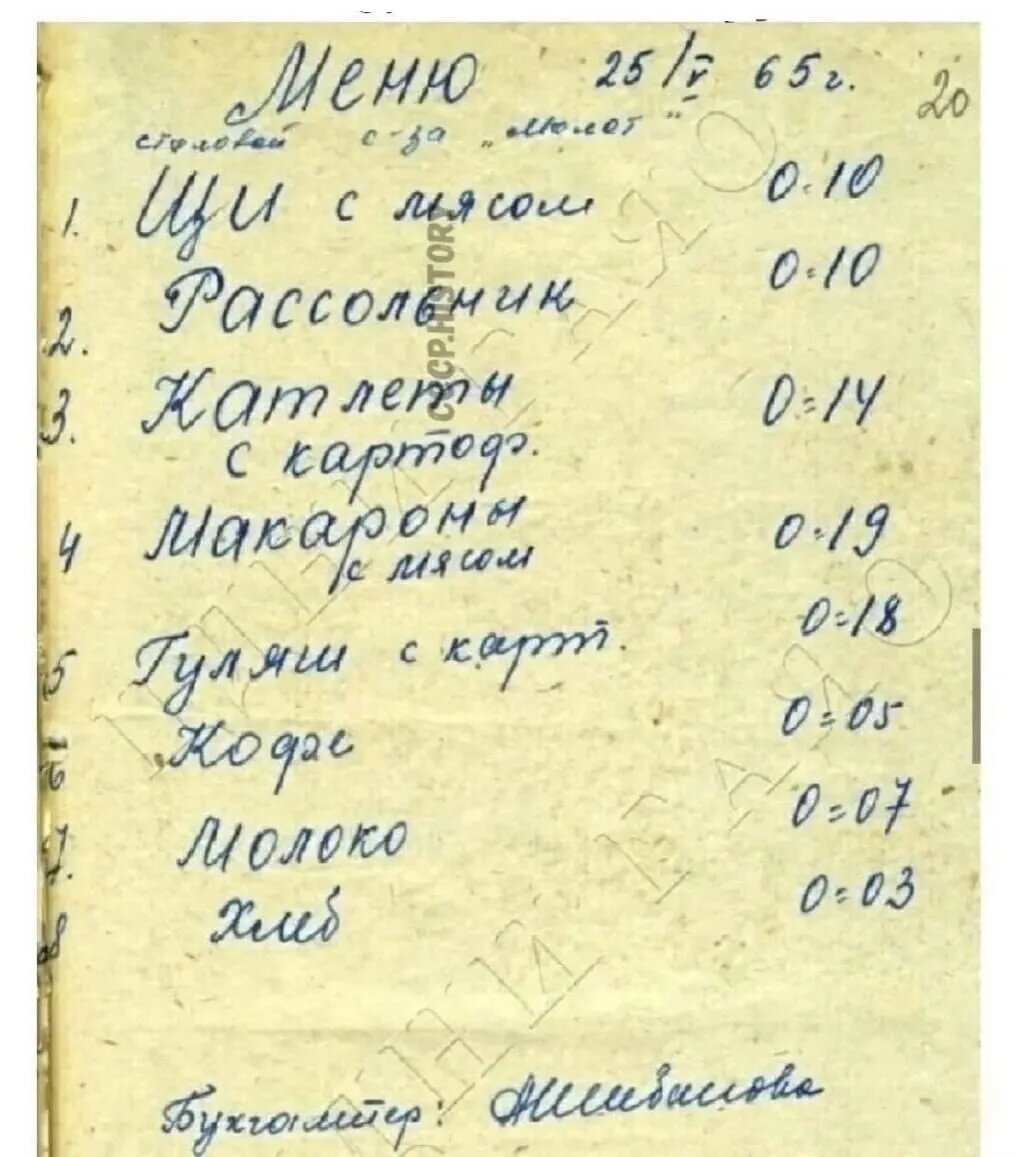 Меню 25/V 65г. 20
столовой с-за „Молот"
1. Щи с мясом 0-10
2. Рассольник 0-10
3. Катлеты 0=14
с картоф.
4 Макароны 0=19
с мясом
5 Гуляш с карт. 0=18
6 Кофе 0=05
7. Молоко 0=07
8 Хлеб 0=03
Бухгалтер:
CCCP.HISTORY